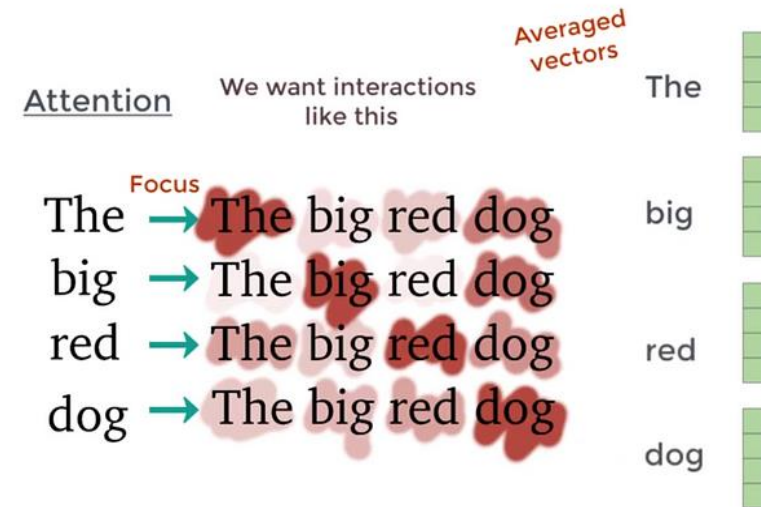 Attention
We want interactions
like this
Averaged
vectors
Focus
The → The big red dog
big → The big red dog
red → The big red dog
dog → The big red dog
The
big
red
dog